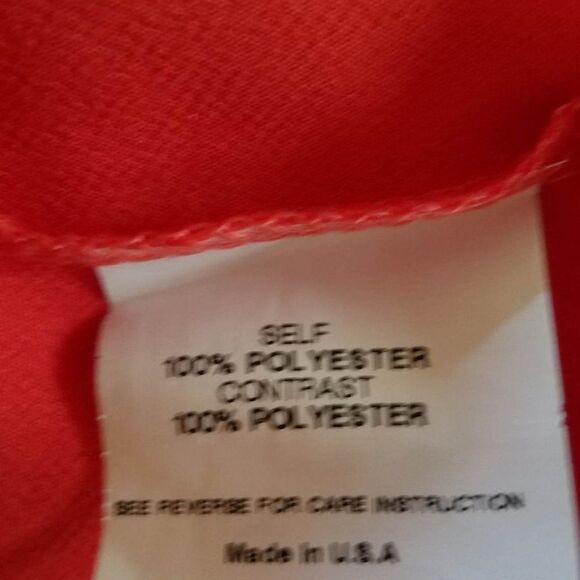 SELF
100% POLYESTER
CONTRAST
100% POLYESTER
SEE REVERSE FOR CARE INSTRUCTION
Made in U.S.A